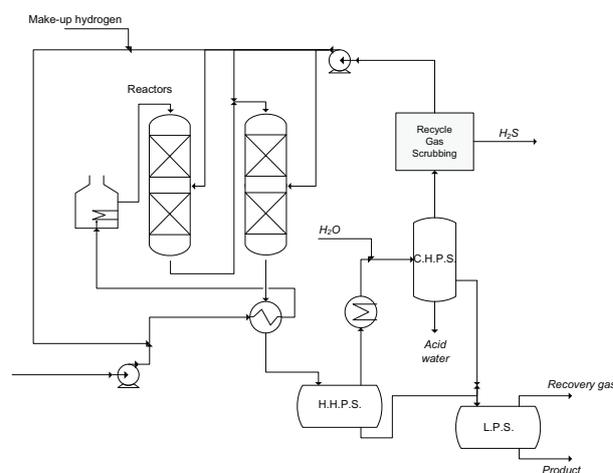 Make-up hydrogen
Reactors
Recycle
Gas
Scrubbing
H2S
H2O
C.H.P.S.
Acid
water
H.H.P.S.
Recovery gas
L.P.S.
Product